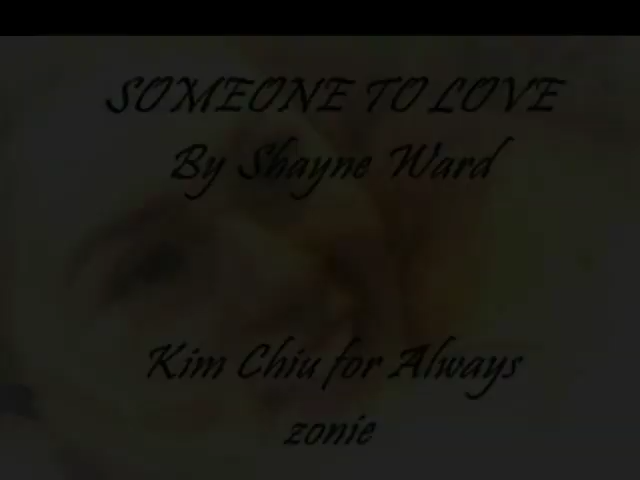 SOMEONE TO LOVE
By Shayne Ward
Kim Chiu for Always
zonie